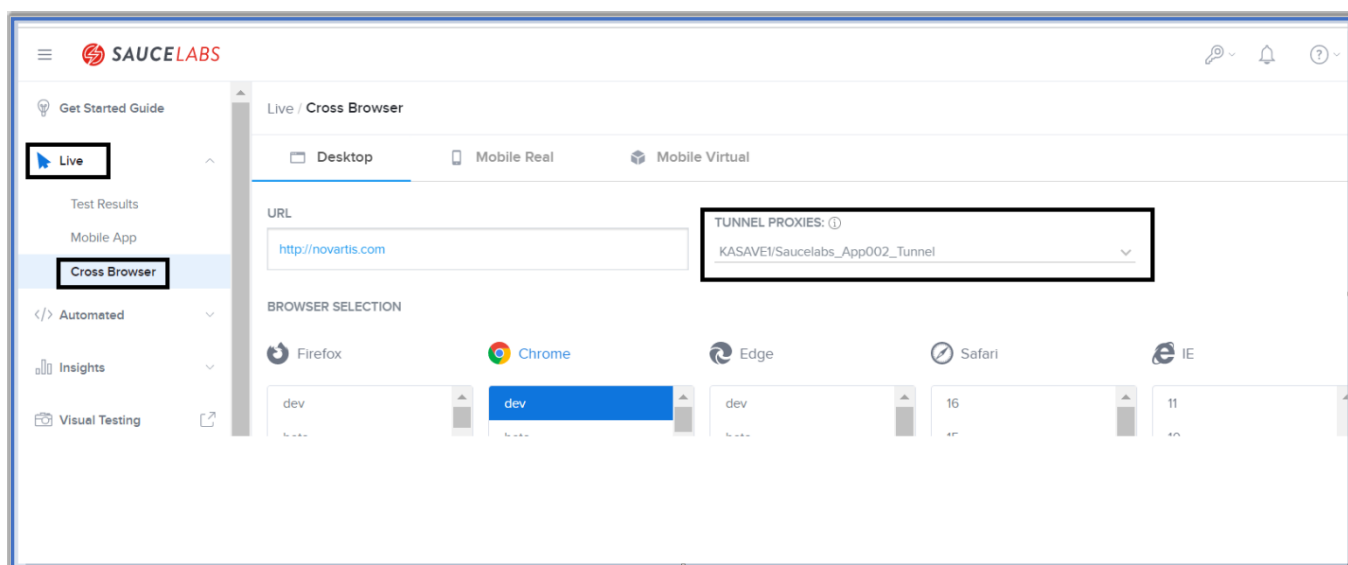 SAUCELABS
Get Started Guide
Live / Cross Browser
Live
Desktop
Mobile Real
Mobile Virtual
Test Results
URL
TUNNEL PROXIES:
Mobile App
http://novartis.com
KASAVE1/Saucelabs_App002_Tunnel
Cross Browser
BROWSER SELECTION
</> Automated
Firefox
Chrome
Edge
Safari
IE
Insights
dev
dev
dev
16
11
Visual Testing